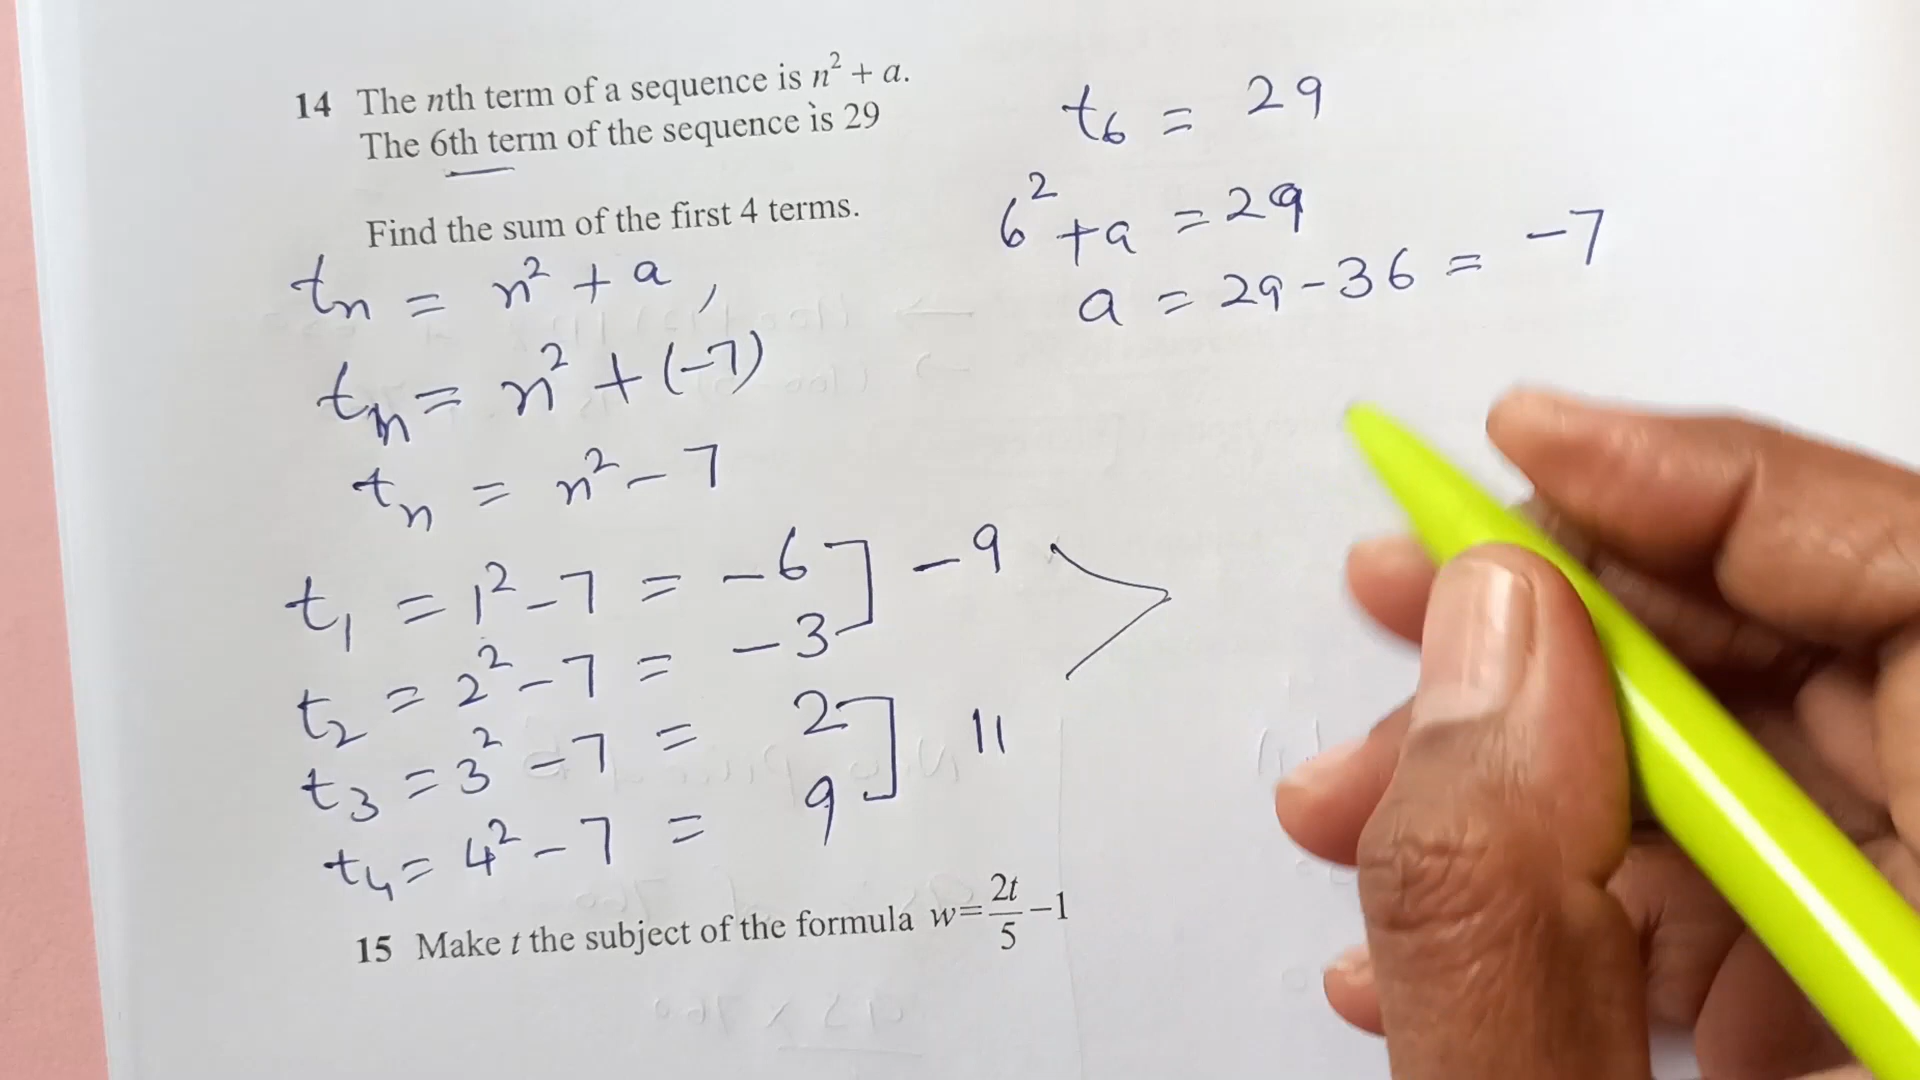 14 The nth term of a sequence is n² + a.
The 6th term of the sequence is 29
Find the sum of the first 4 terms.
tn = n² + a ,
tn = n² + (-7)
tn = n² - 7
t1 = 1² - 7 = -6 ] -9
t2 = 2² - 7 = -3
t3 = 3² - 7 = 2 ] 11
t4 = 4² - 7 = 9
t6 = 29
6² + a = 29
a = 29 - 36 = -7
15 Make t the subject of the formula w = 2t/5 - 1